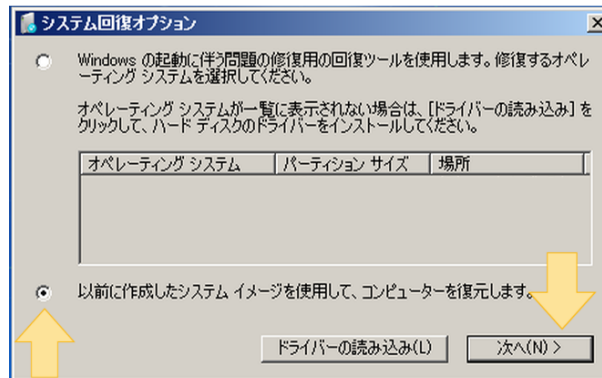 システム回復オプション
Windows の起動に伴う問題の修復用の回復ツールを使用します。修復するオペレ
ーティング システムを選択してください。
オペレーティング システムが一覧に表示されない場合は、[ドライバーの読み込み] を
クリックして、ハード ディスクのドライバーをインストールしてください。
オペレーティング システム パーティション サイズ 場所
以前に作成したシステム イメージを使用して、コンピューターを復元します。
ドライバーの読み込み(L) 次へ(N) >